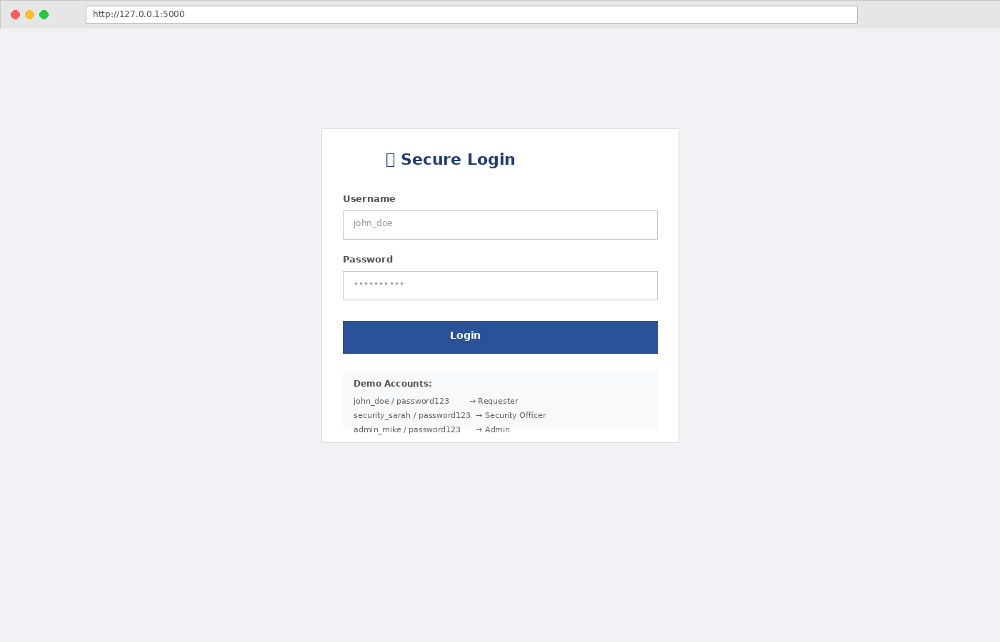 http://127.0.0.1:5000
Secure Login
Username
john_doe
Password
••••••••••
Login
Demo Accounts:
john_doe / password123 → Requester
security_sarah / password123 → Security Officer
admin_mike / password123 → Admin